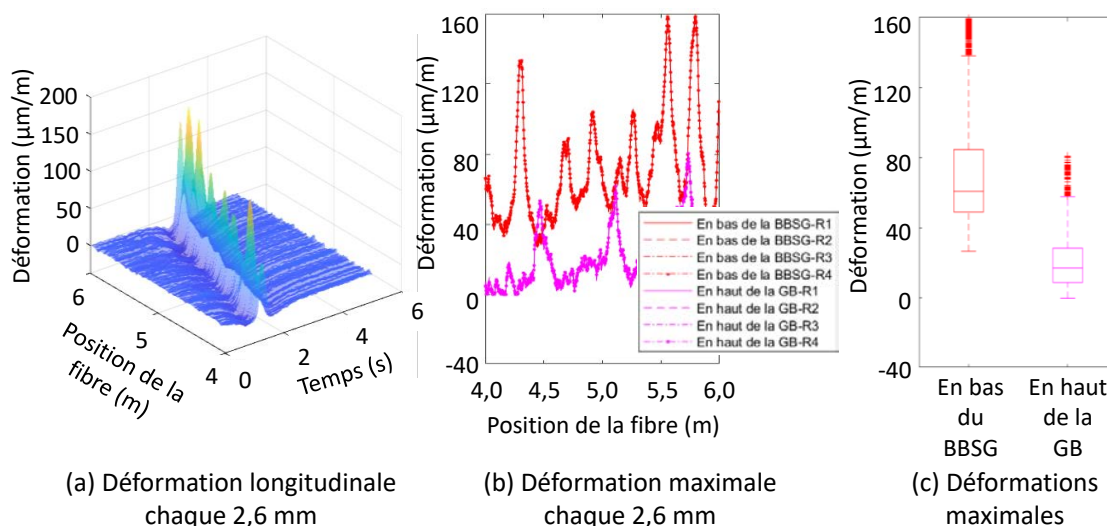 Déformation (µm/m)
200
150
100
50
0
6
5
4
Position de la
fibre (m)
0
2
4
6
Temps (s)
(a) Déformation longitudinale
chaque 2,6 mm
Déformation (µm/m)
160
120
80
40
0
-40
4,0
4,5
5,0
5,5
6,0
Position de la fibre (m)
En bas de la BBSG-R1
En bas de la BBSG-R2
En bas de la BBSG-R3
En bas de la BBSG-R4
En haut de la GB-R1
En haut de la GB-R2
En haut de la GB-R3
En haut de la GB-R4
(b) Déformation maximale
chaque 2,6 mm
Déformation (µm/m)
160
120
80
40
0
-40
En bas
du
BBSG
En haut
de la
GB
(c) Déformations
maximales